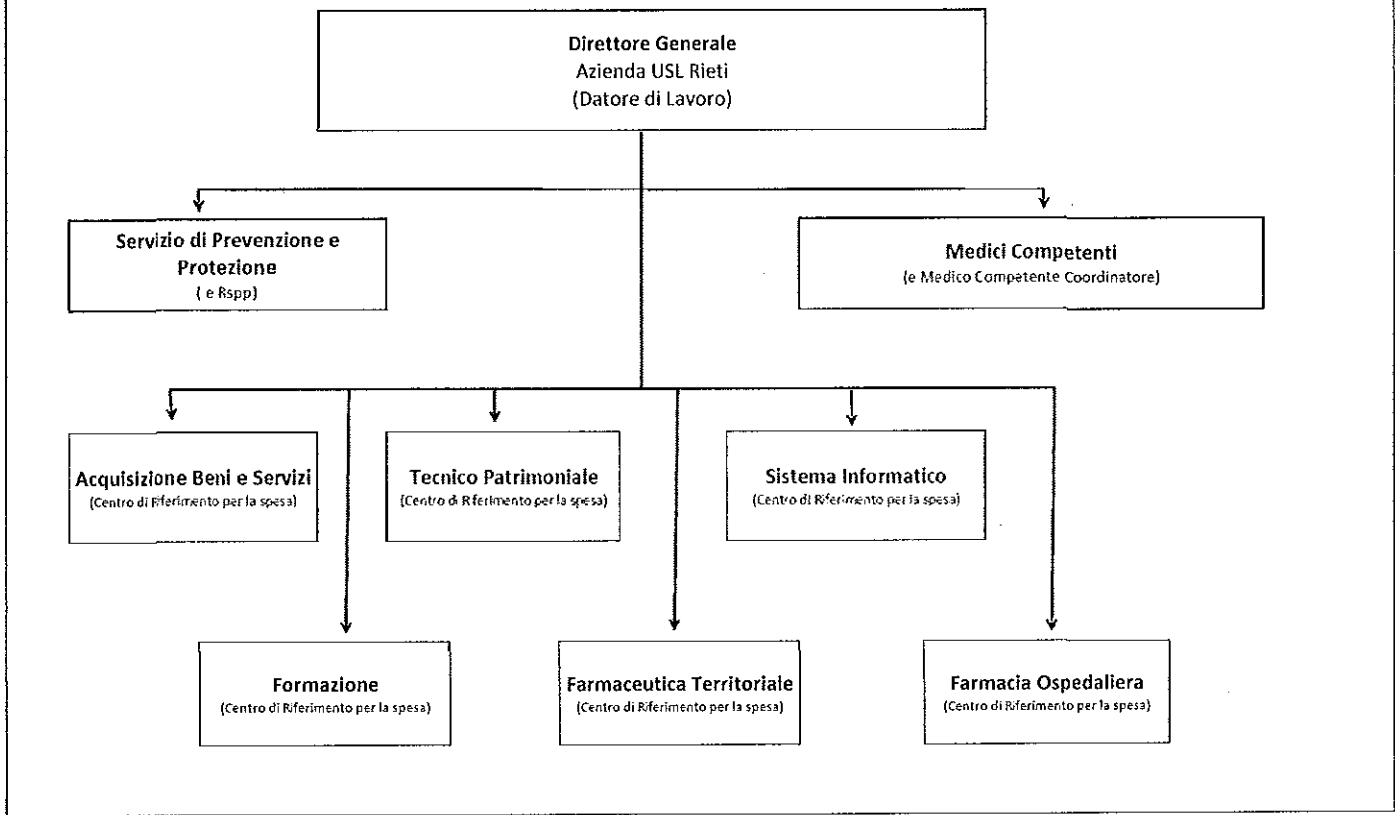 Direttore Generale
Azienda USL Rieti
(Datore di Lavoro)
Servizio di Prevenzione e
Protezione
( e Rspp)
Medici Competenti
(e Medico Competente Coordinatore)
Acquisizione Beni e Servizi
(Centro di Riferimento per la spesa)
Tecnico Patrimoniale
(Centro di Riferimento per la spesa)
Sistema Informatico
(Centro di Riferimento per la spesa)
Formazione
(Centro di Riferimento per la spesa)
Farmaceutica Territoriale
(Centro di Riferimento per la spesa)
Farmacia Ospedaliera
(Centro di Riferimento per la spesa)